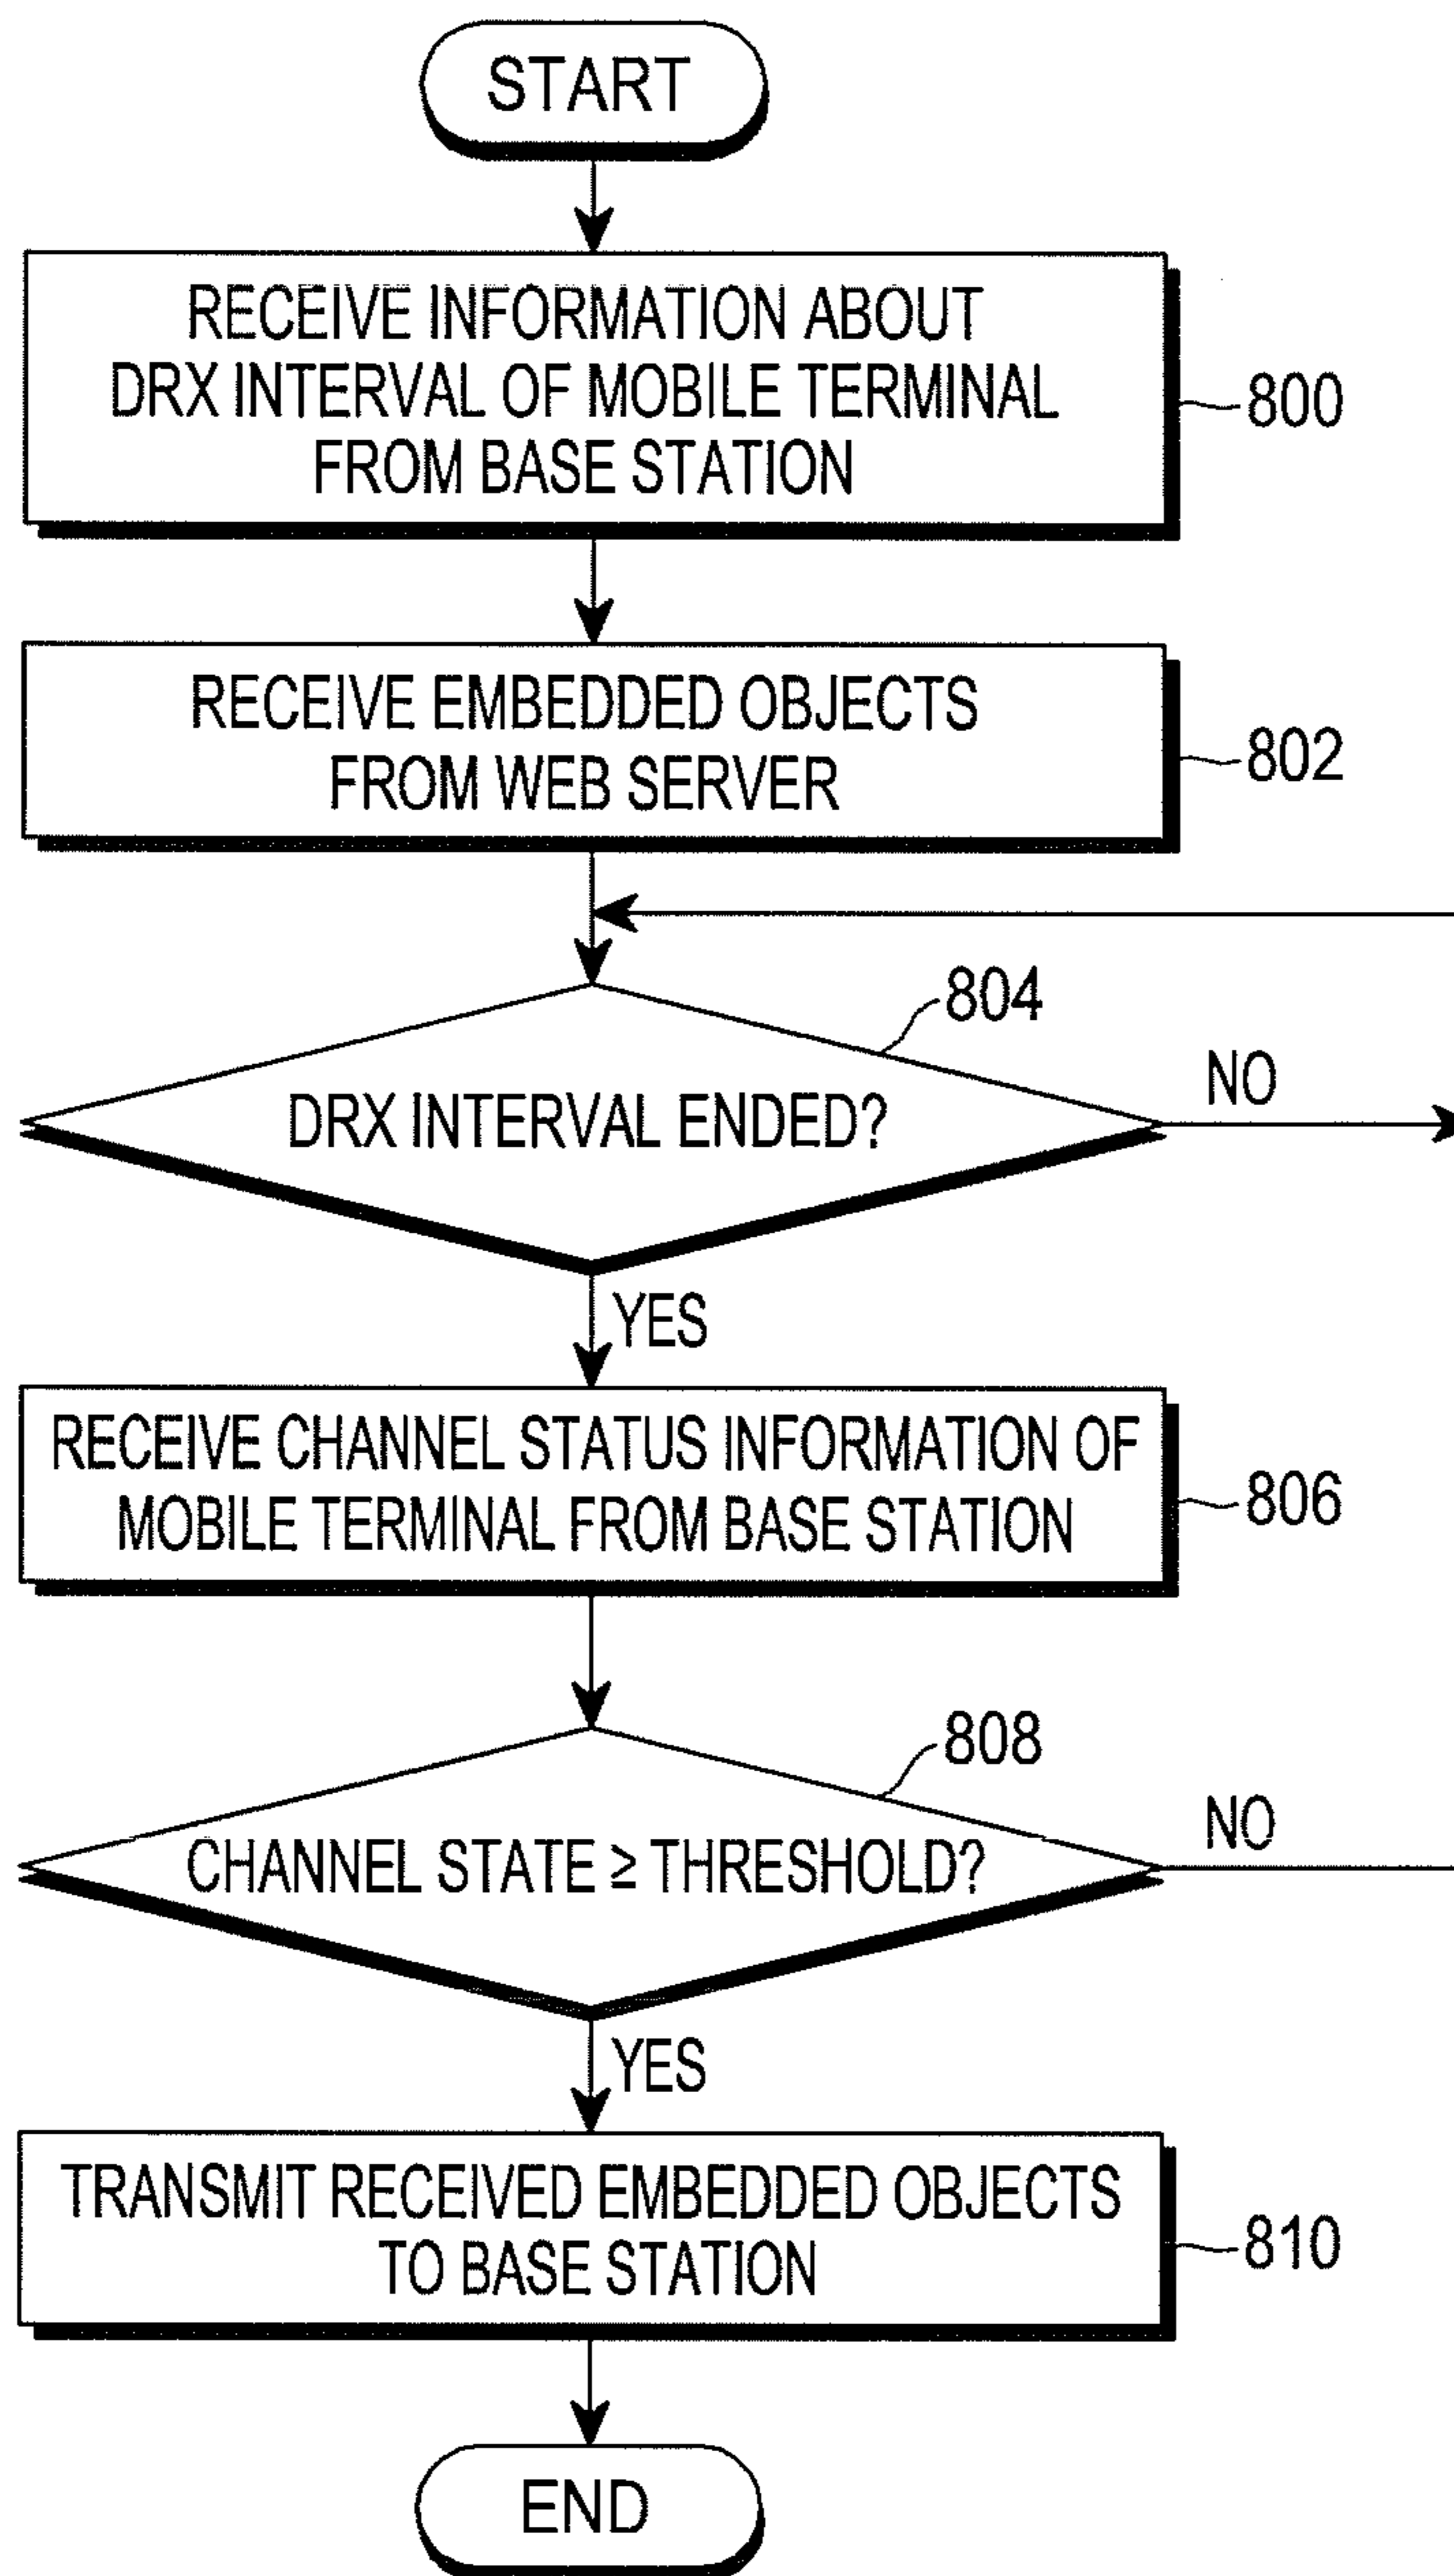 START
RECEIVE INFORMATION ABOUT
DRX INTERVAL OF MOBILE TERMINAL
FROM BASE STATION
800
RECEIVE EMBEDDED OBJECTS
FROM WEB SERVER
802
804
DRX INTERVAL ENDED?
NO
YES
RECEIVE CHANNEL STATUS INFORMATION OF
MOBILE TERMINAL FROM BASE STATION
806
808
CHANNEL STATE ≥ THRESHOLD?
NO
YES
TRANSMIT RECEIVED EMBEDDED OBJECTS
TO BASE STATION
810
END